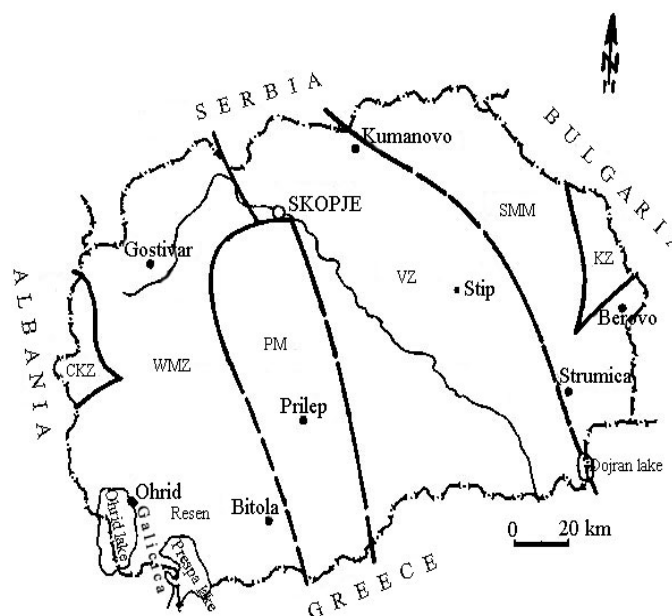 N
SERBIA
BULGARIA
Kumanovo
SKOPJE
SMM
Gostivar
KZ
VZ
Stip
Berovo
ALBANIA
CKZ
WMZ
PM
Prilep
Strumica
Dojran lake
Ohrid
Resen
Bitola
Ohrid lake
Galicica
Prespa lake
0 20 km
GREECE